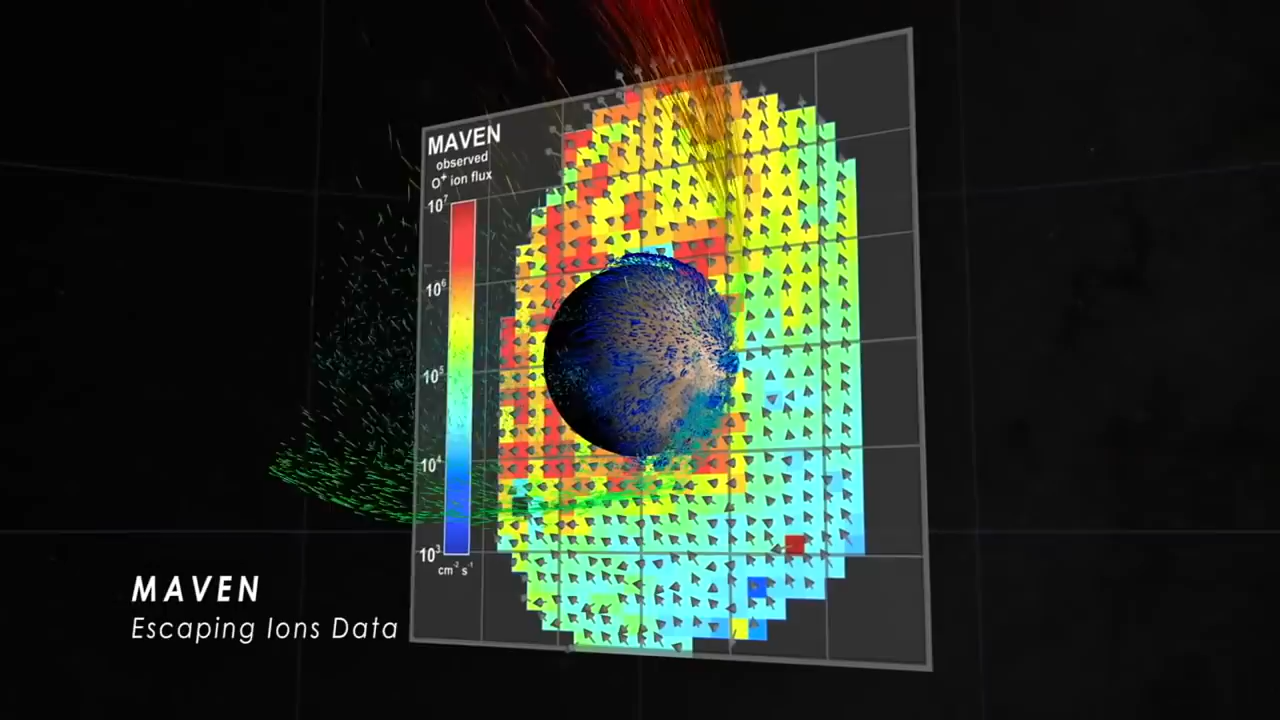 MAVEN
observed
O⁺ ion flux
10⁷
10⁶
10⁵
10⁴
10³
cm⁻² s⁻¹
MAVEN
Escaping Ions Data